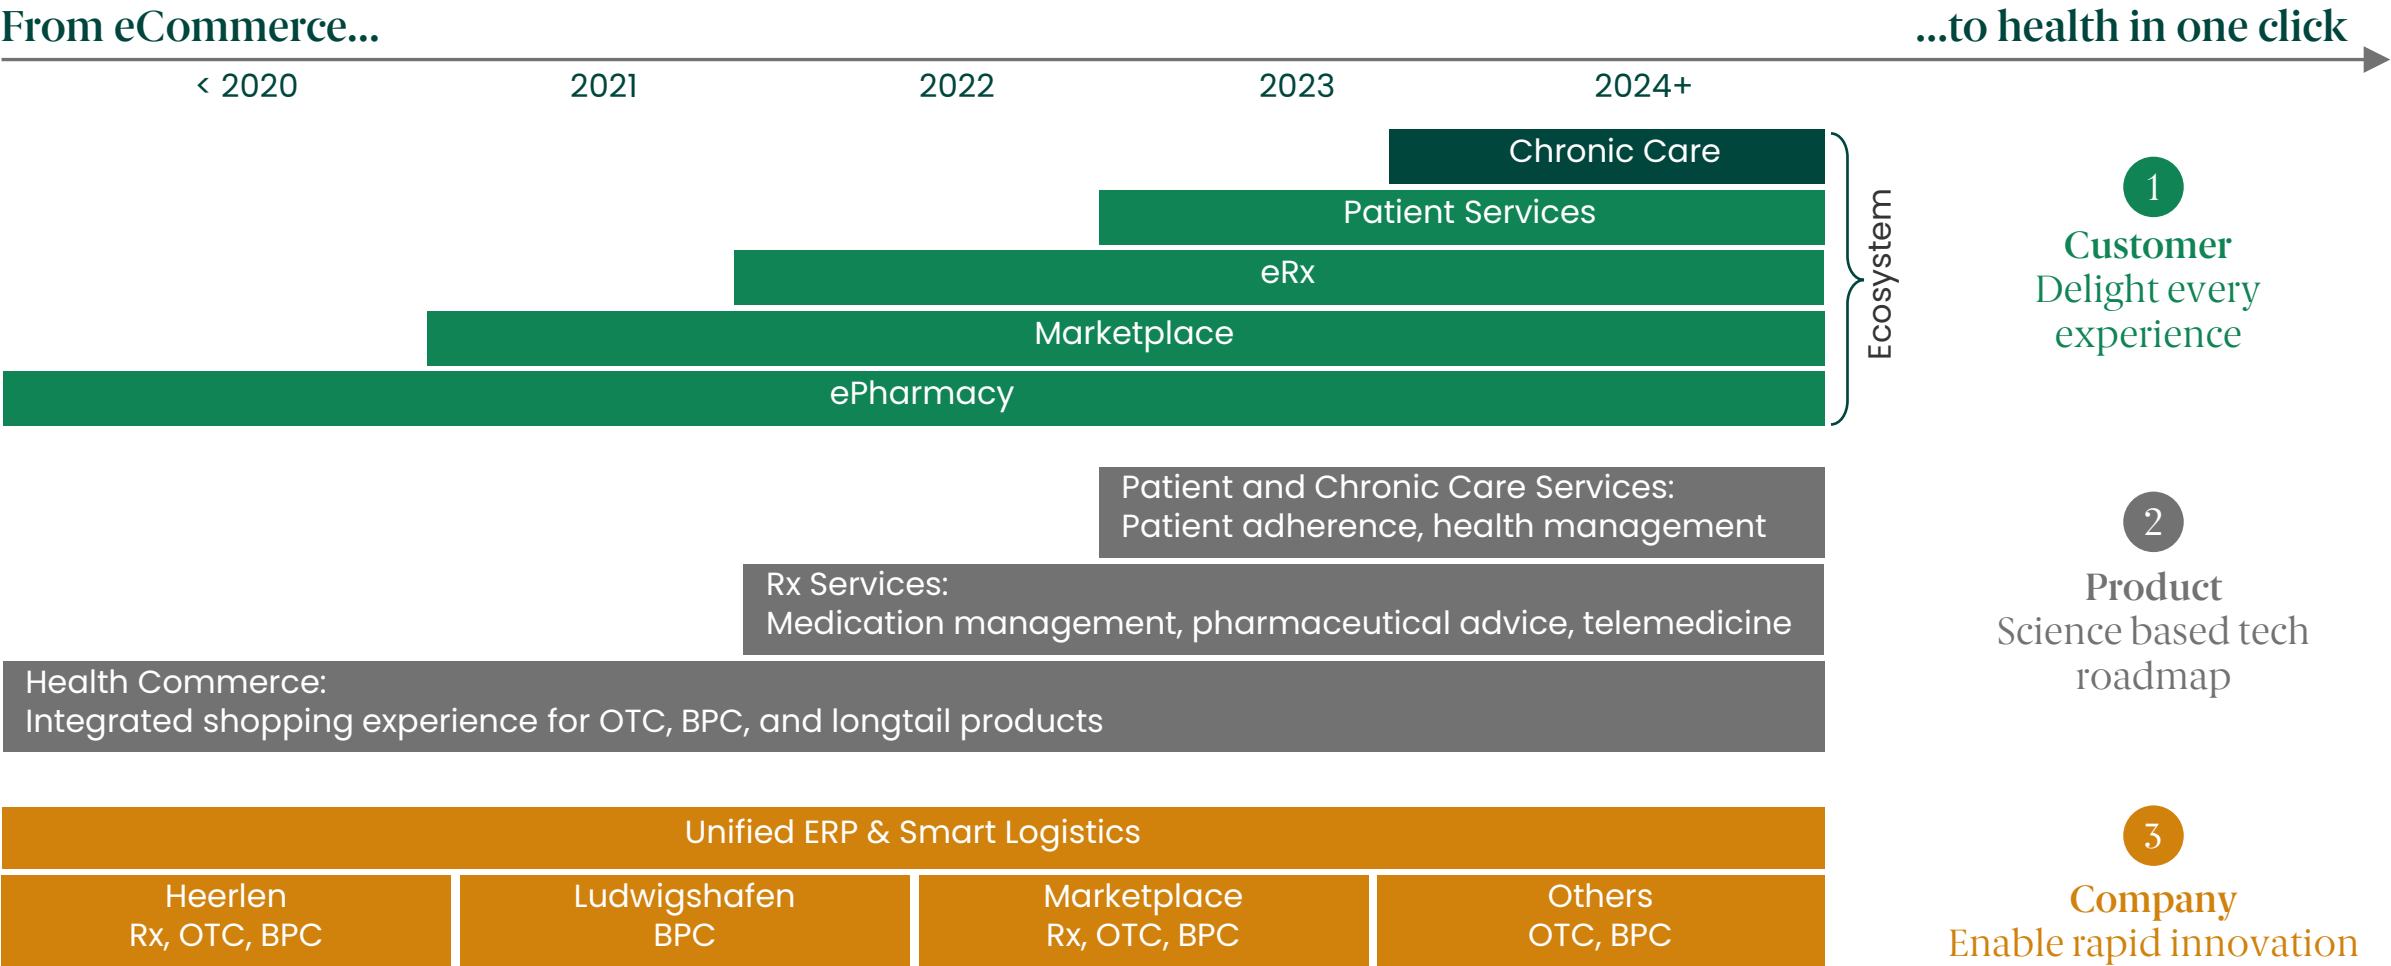 From eCommerce...
...to health in one click
< 2020
2021
2022
2023
2024+
Chronic Care
Patient Services
eRx
Marketplace
ePharmacy
Ecosystem
1
Customer
Delight every
experience
Patient and Chronic Care Services:
Patient adherence, health management
Rx Services:
Medication management, pharmaceutical advice, telemedicine
Health Commerce:
Integrated shopping experience for OTC, BPC, and longtail products
2
Product
Science based tech
roadmap
Unified ERP & Smart Logistics
Heerlen
Rx, OTC, BPC
Ludwigshafen
BPC
Marketplace
Rx, OTC, BPC
Others
OTC, BPC
3
Company
Enable rapid innovation